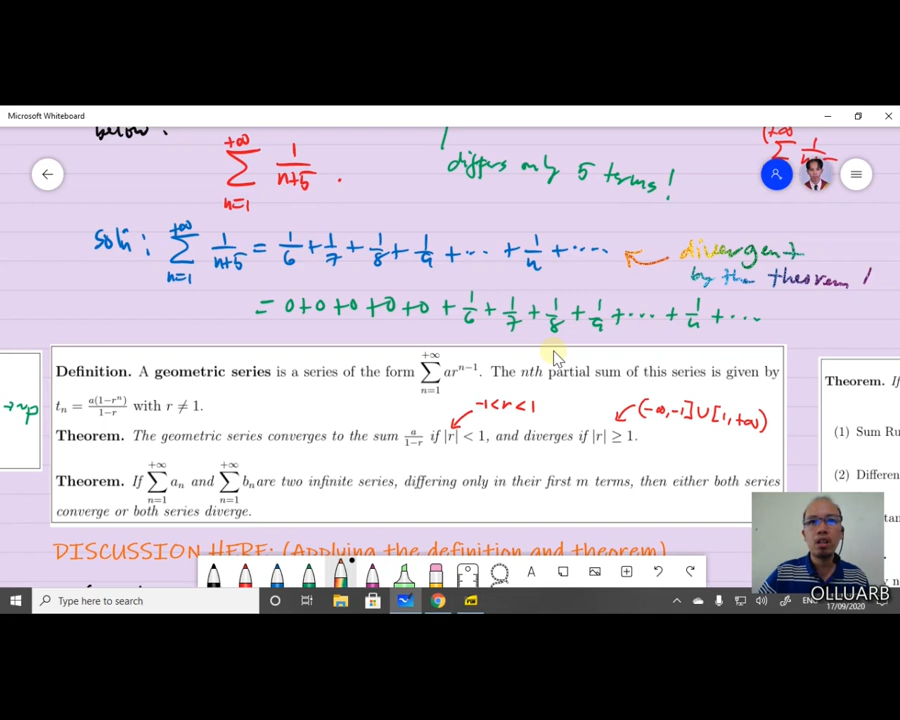 Microsoft Whiteboard
below.
+∞
∑ 1/(n+5) .
n=1
differs only 5 terms!
soln: +∞ ∑ n=1 1/(n+5) = 1/6 + 1/7 + 1/8 + 1/9 + ... + 1/n + ....
divergent
by the theorem!
= 0+0+0+0+0 + 1/6 + 1/7 + 1/8 + 1/9 + ... + 1/n + ...
Definition. A geometric series is a series of the form +∞ ∑ n=1 ar^{n−1}. The nth partial sum of this series is given by
t_n = a(1−r^n)/(1−r) with r ≠ 1.
-1<r<1
(-∞,-1]∪[1,+∞)
Theorem. The geometric series converges to the sum a/(1−r) if |r| < 1, and diverges if |r| ≥ 1.
Theorem. If +∞ ∑ n=1 a_n and +∞ ∑ n=1 b_n are two infinite series, differing only in their first m terms, then either both series
converge or both series diverge.
Theorem. If
(1) Sum Ru
(2) Differen
DISCUSSION HERE: (Applying the definition and theorem)
Type here to search
OLLUARB
17/09/2020